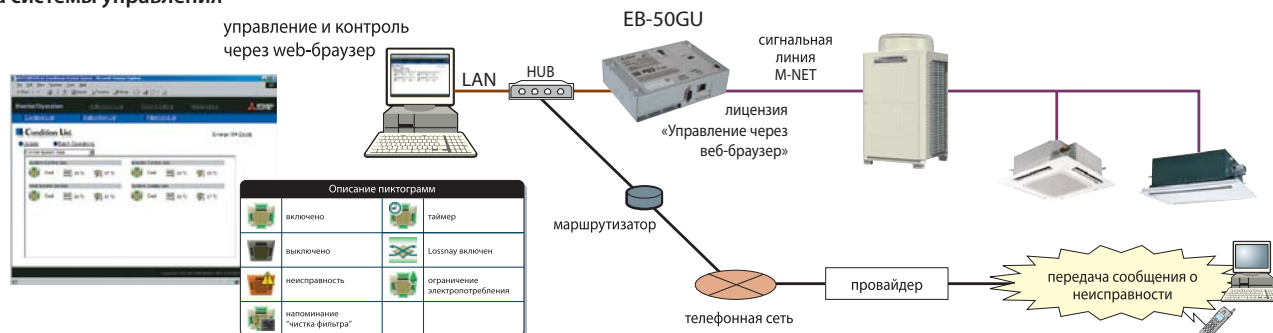 а системы управления
управление и контроль
через web-браузер
EB-50GU
сигнальная
линия
M-NET
LAN
HUB
лицензия
«Управление через
веб-браузер»
Condition List
Описание пиктограмм
включено
таймер
выключено
Lossnay включен
неисправность
ограничение
электропотребления
напоминание
"чистка фильтра"
маршрутизатор
телефонная сеть
провайдер
передача сообщения о
неисправности